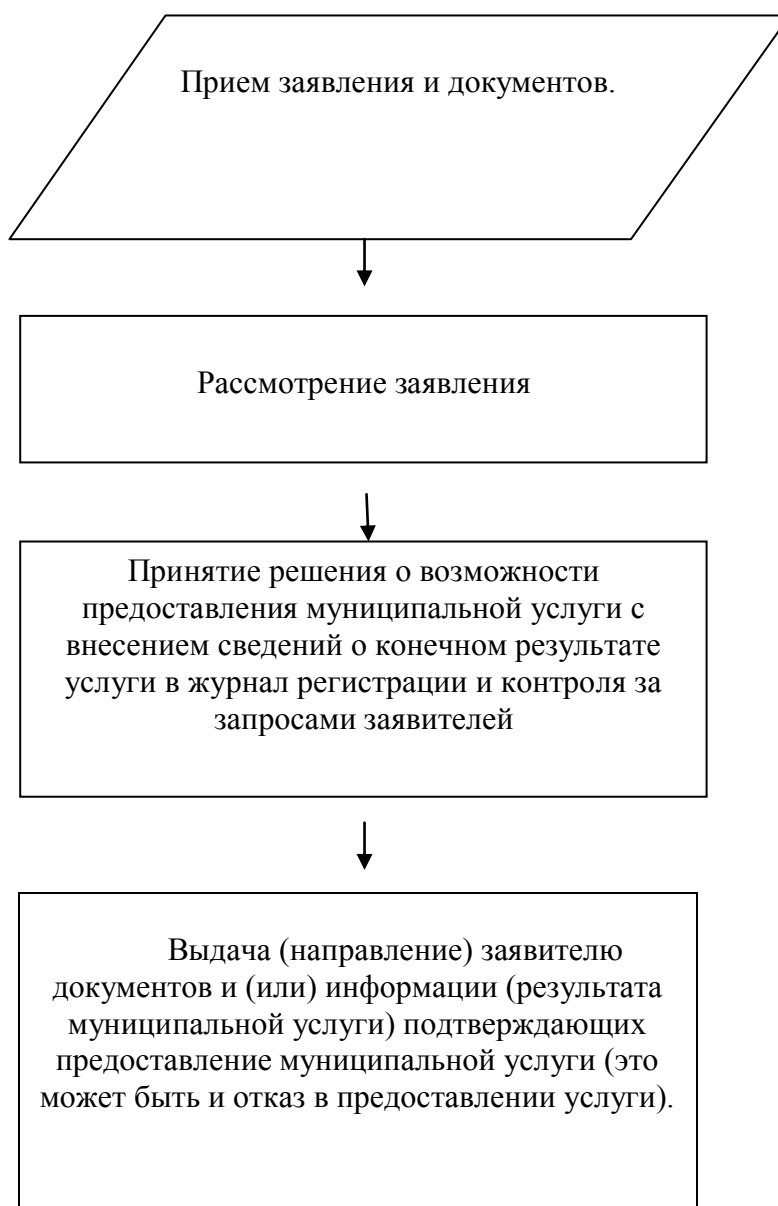 Прием заявления и документов.
Рассмотрение заявления
Принятие решения о возможности
предоставления муниципальной услуги с
внесением сведений о конечном результате
услуги в журнал регистрации и контроля за
запросами заявителей
Выдача (направление) заявителю
документов и (или) информации (результата
муниципальной услуги) подтверждающих
предоставление муниципальной услуги (это
может быть и отказ в предоставлении услуги).